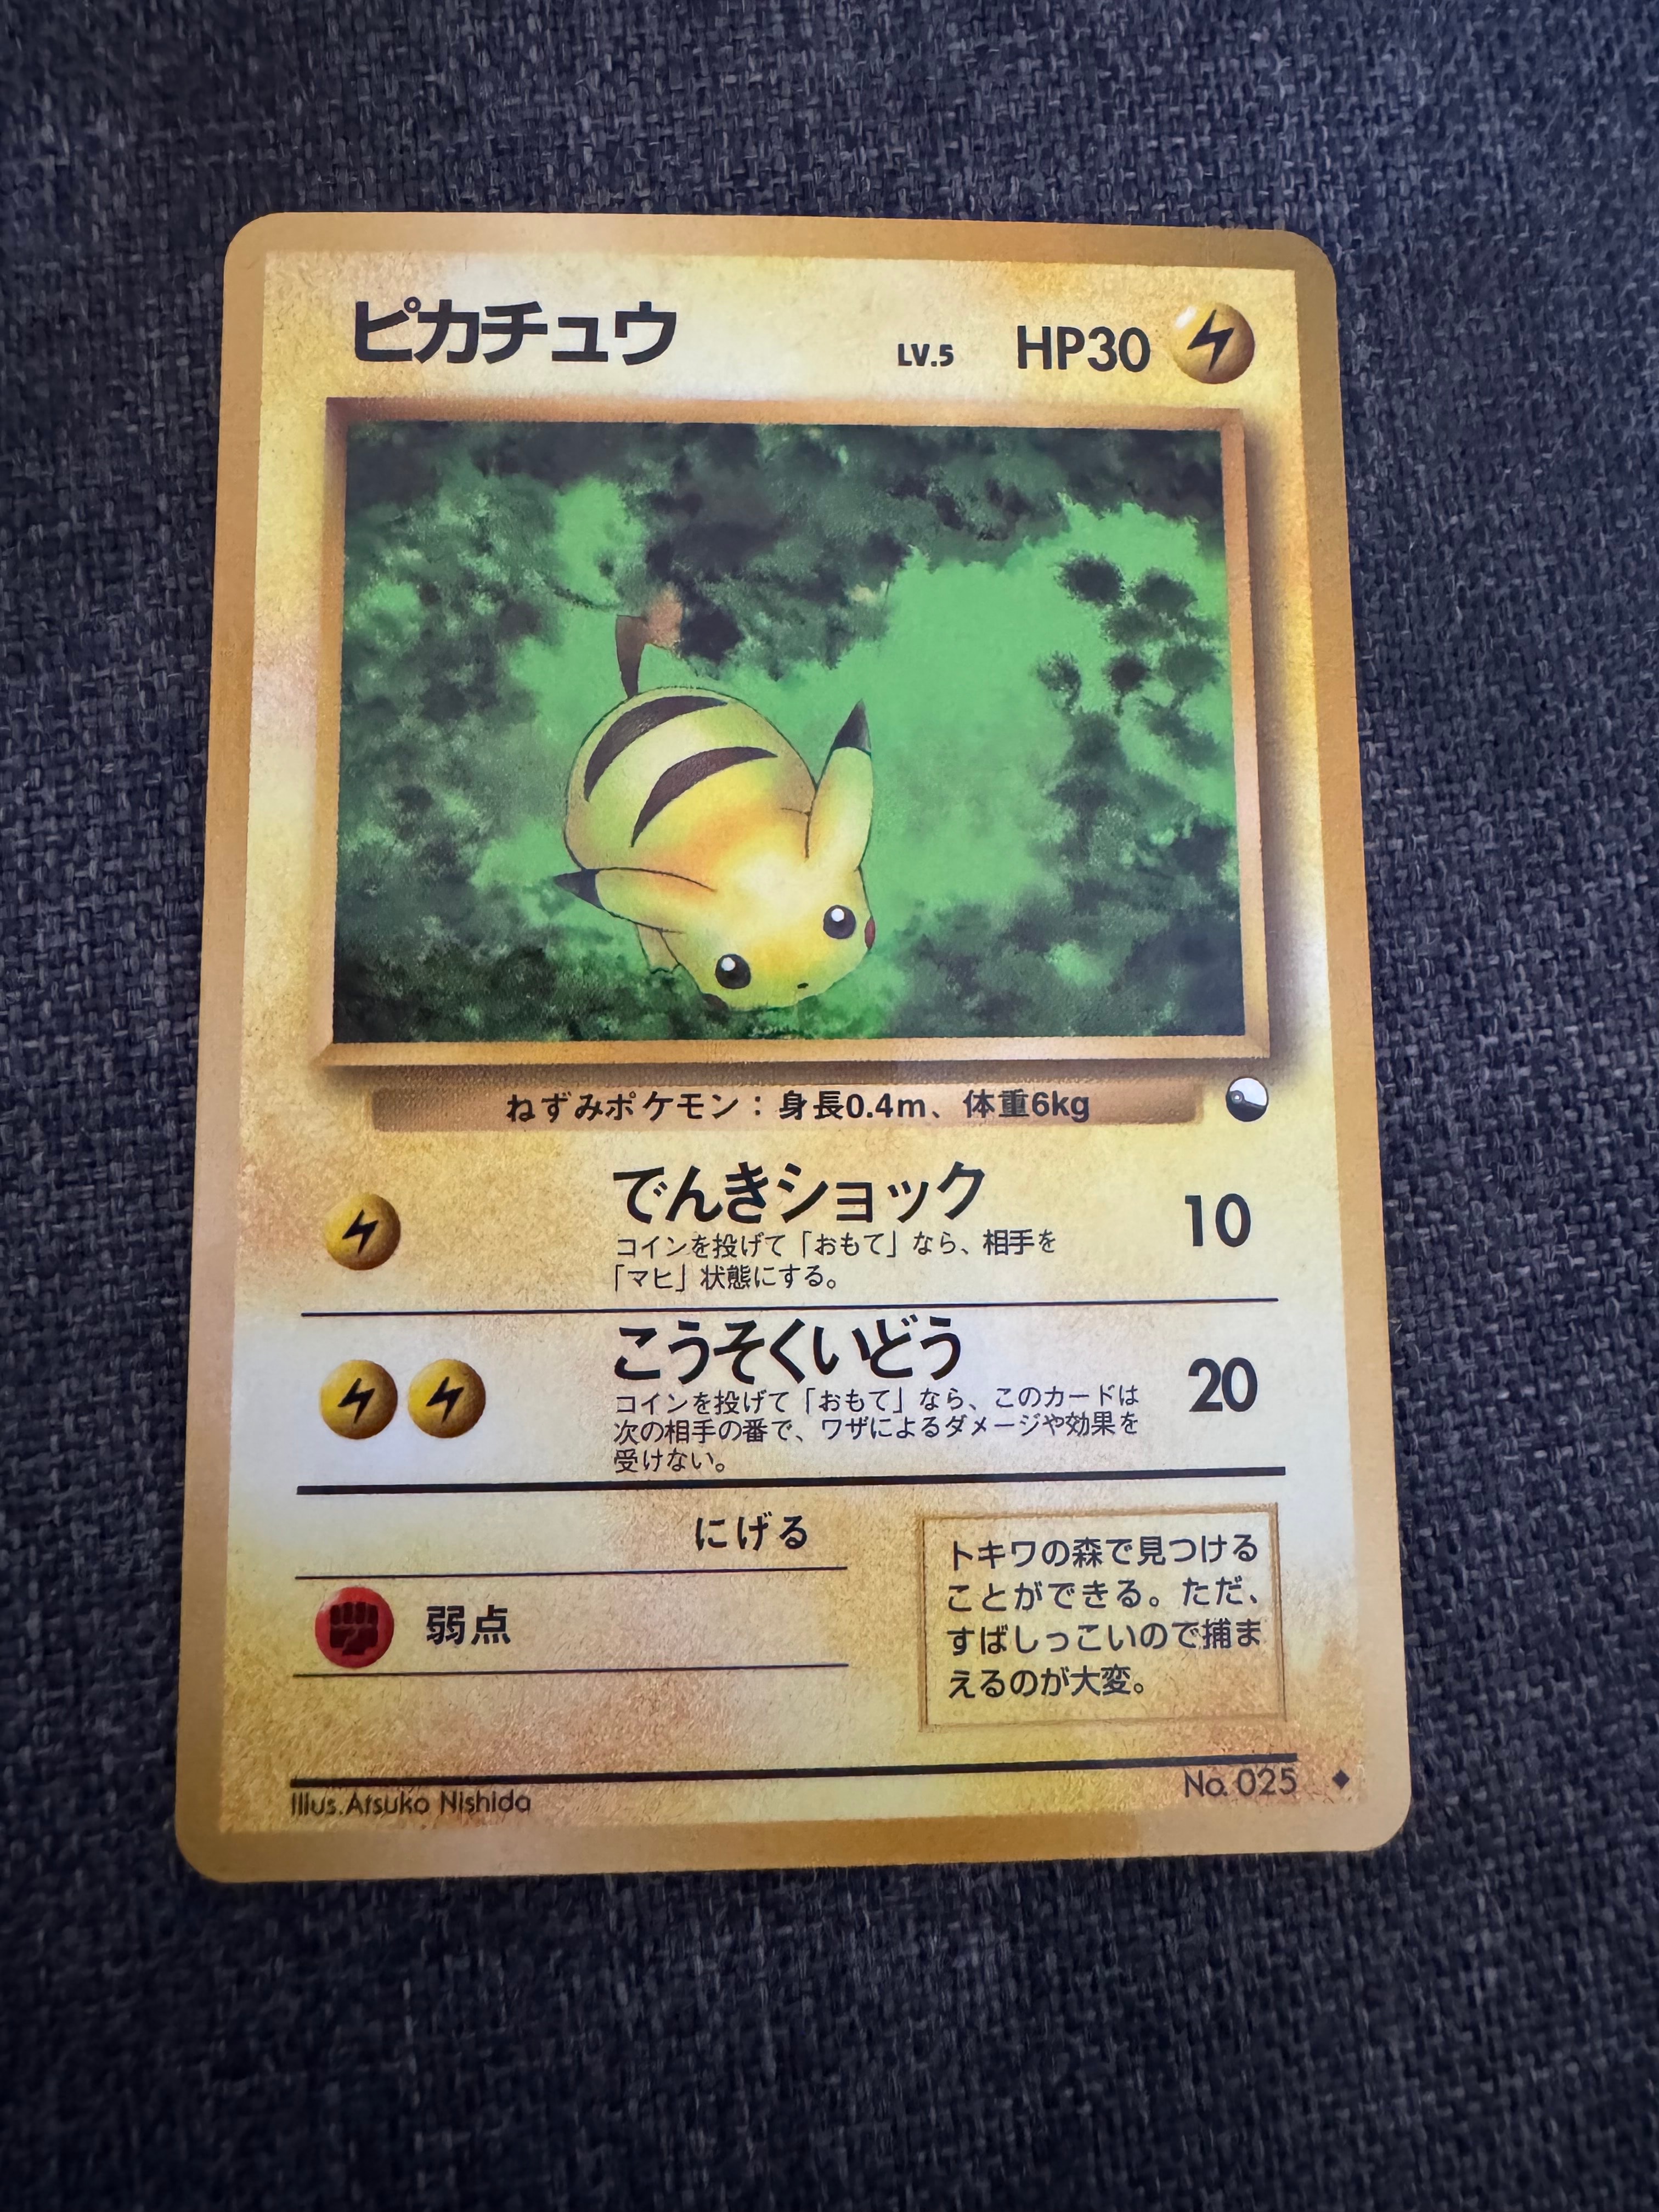 ピカチュウ LV.5 HP30
ねずみポケモン：身長0.4m、体重6kg
でんきショック 10
コインを投げて「おもて」なら、相手を
「マヒ」状態にする。
こうそくいどう 20
コインを投げて「おもて」なら、このカードは
次の相手の番で、ワザによるダメージや効果を
受けない。
にげる
弱点
トキワの森で見つける
ことができる。ただ、
すばしっこいので捕ま
えるのが大変。
Illus.Atsuko Nishida No. 025